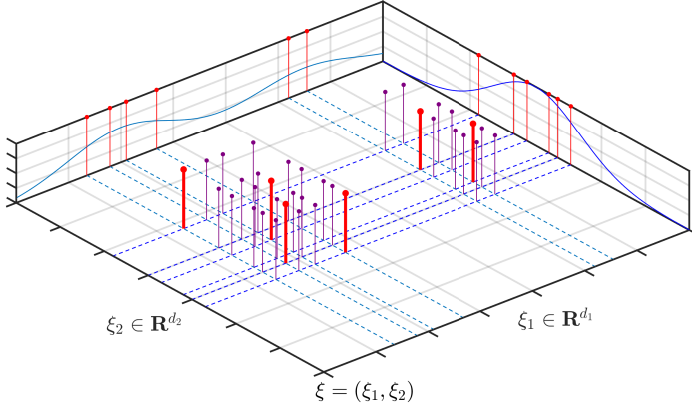 ξ₂ ∈ 𝐑^{d₂}
ξ₁ ∈ 𝐑^{d₁}
ξ = (ξ₁, ξ₂)